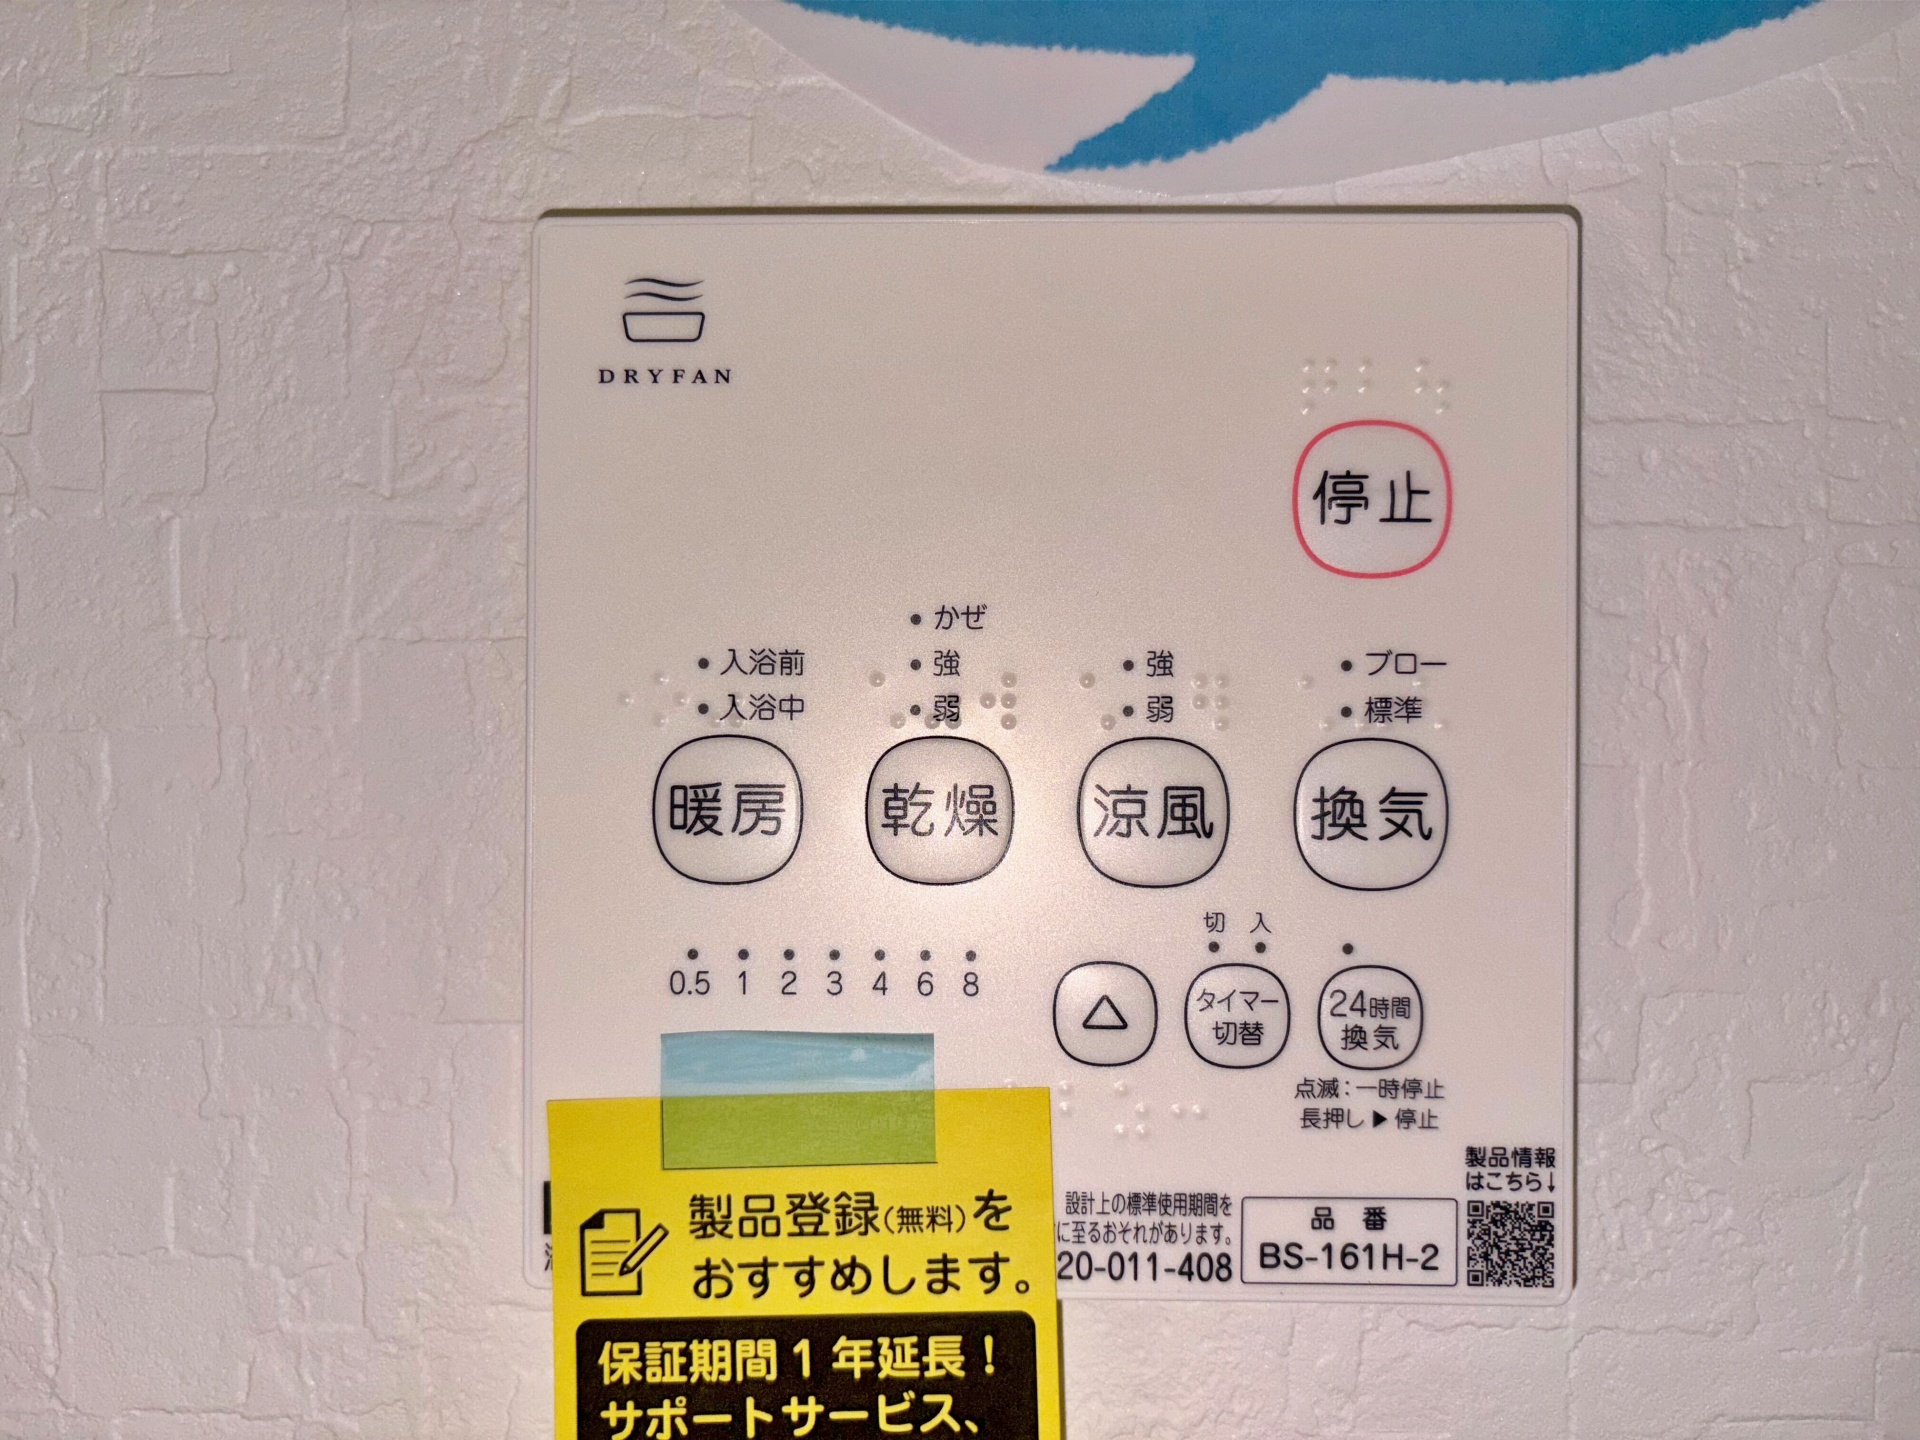 DRYFAN
停止
かぜ
入浴前 強 強 ブロー
入浴中 弱 弱 標準
暖房 乾燥 涼風 換気
切 入
0.5 1 2 3 4 6 8
△ タイマー 24時間
切替 換気
点滅:一時停止
長押し▶停止
製品情報
はこちら↓
設計上の標準使用期間を
に至るおそれがあります。
20-011-408
品番
BS-161H-2
製品登録(無料)を
おすすめします。
保証期間1年延長!
サポートサービス、